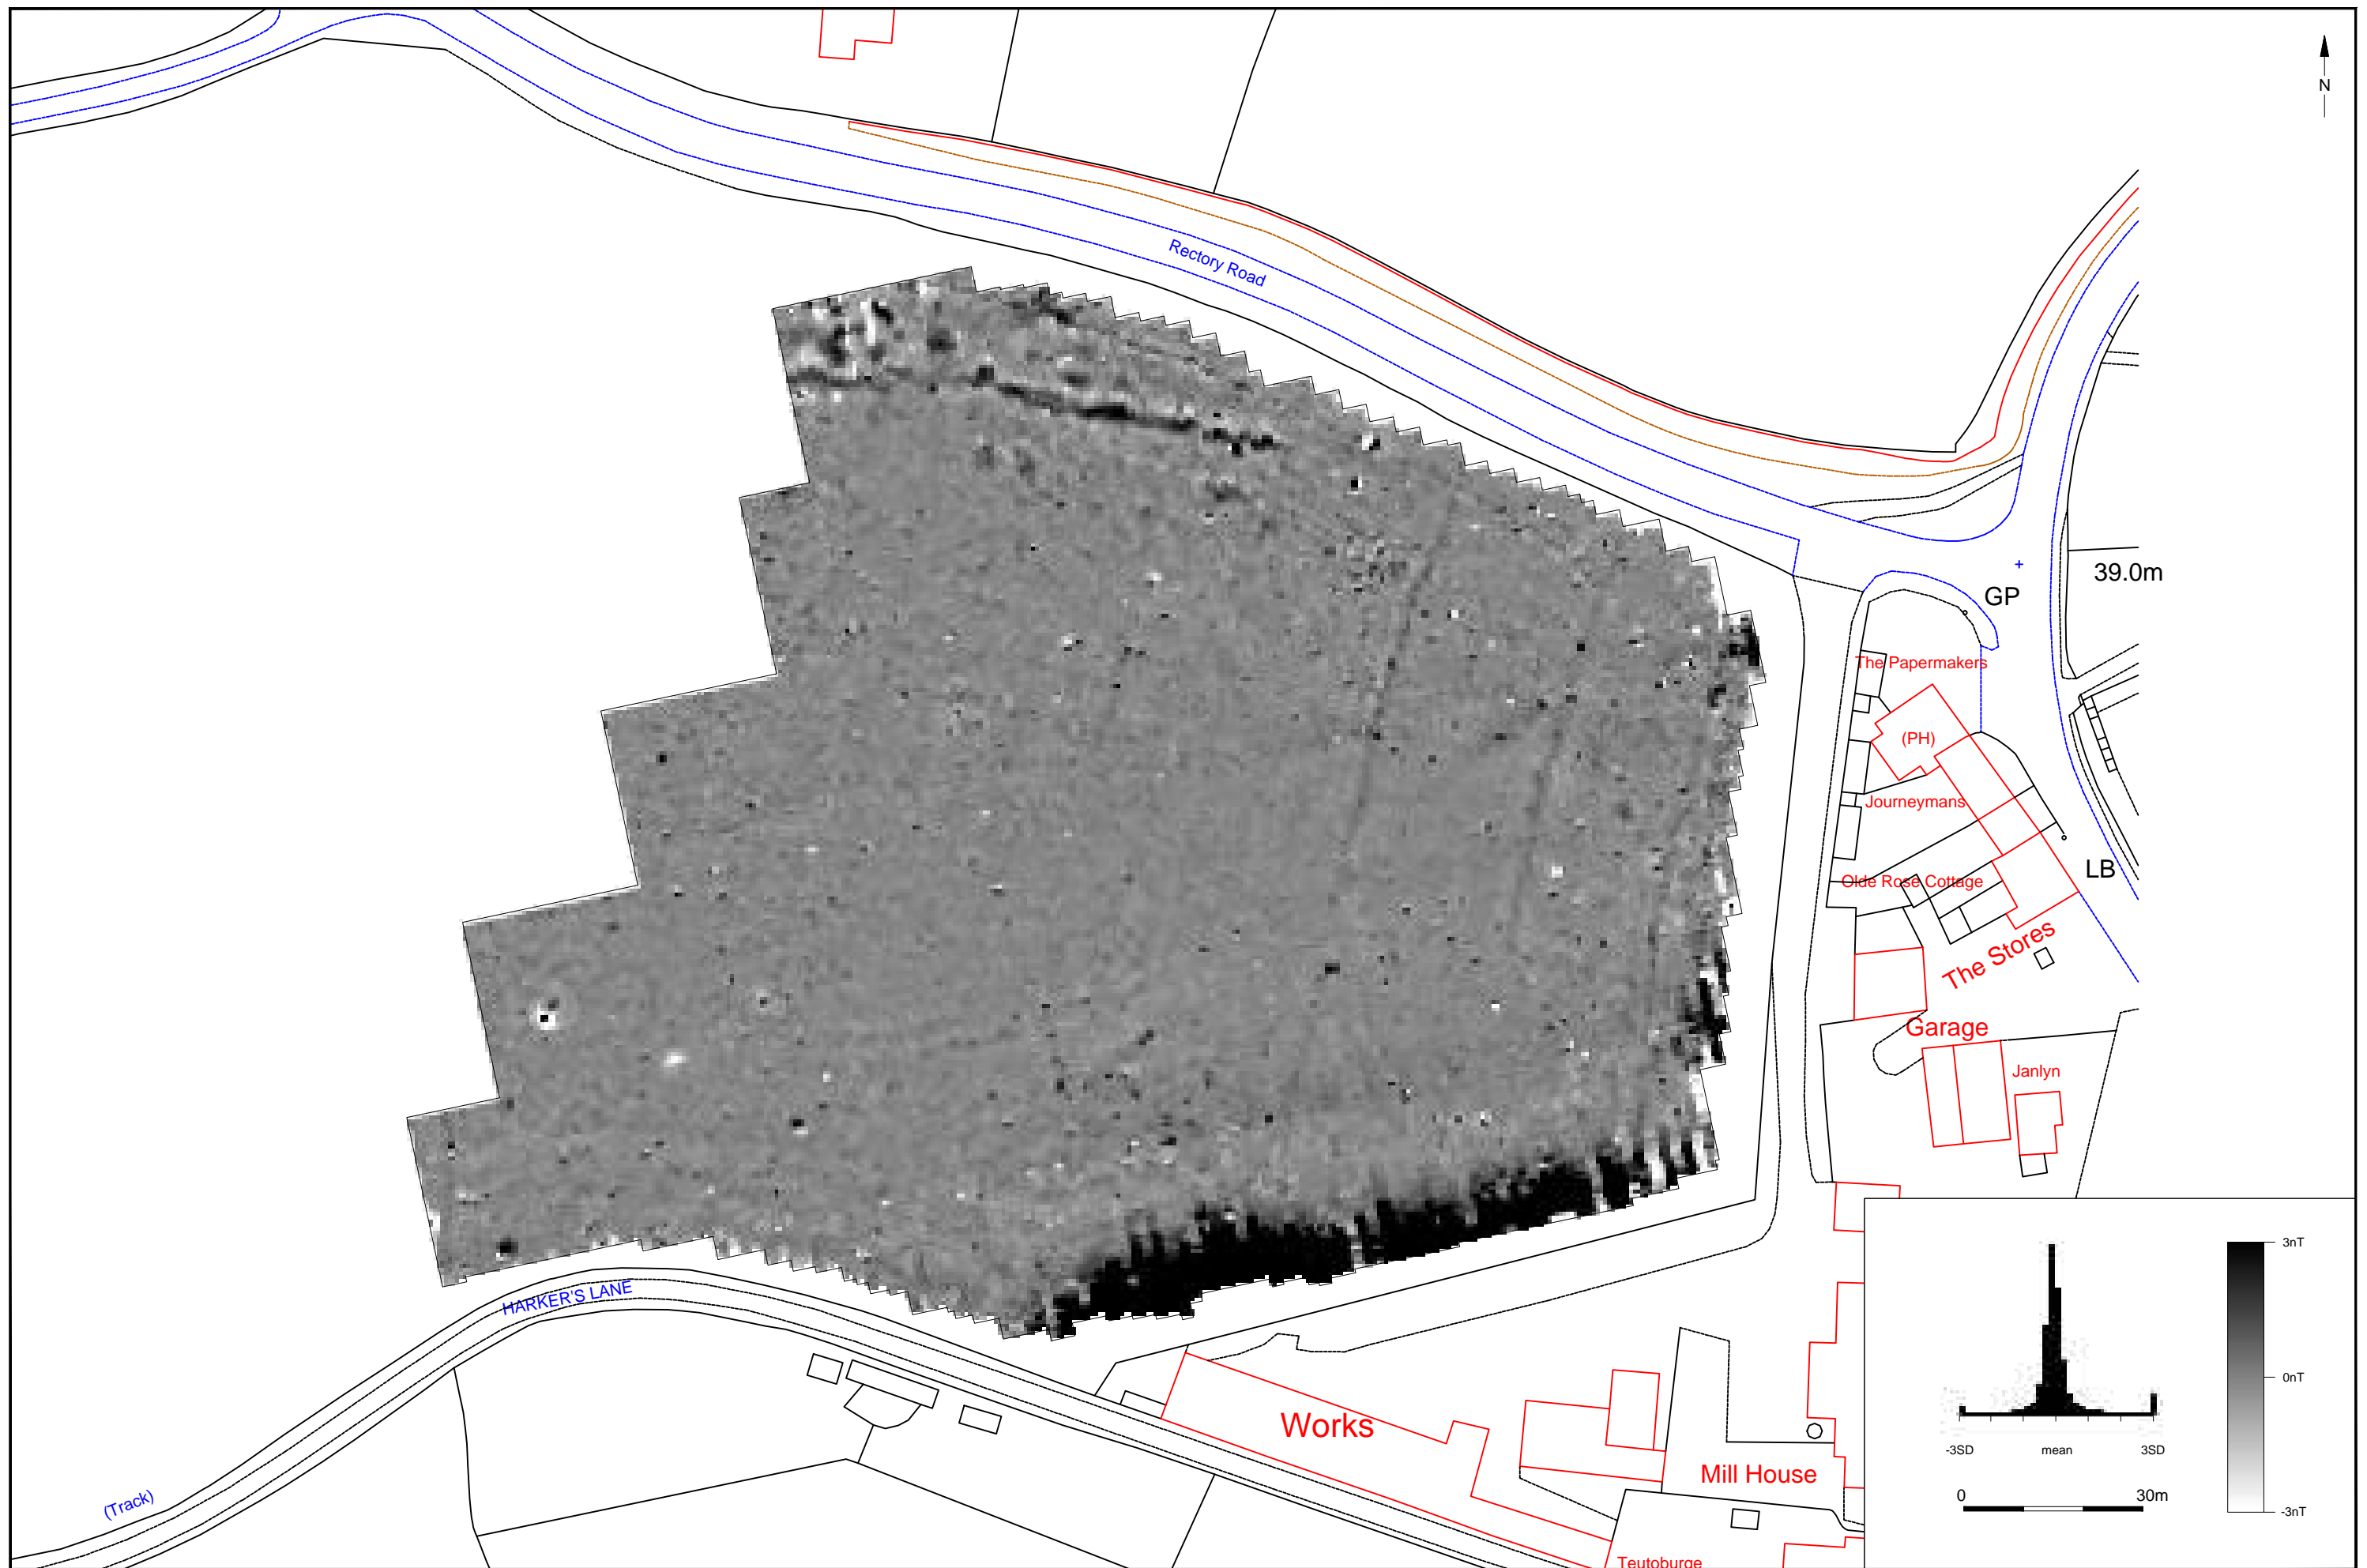 N
Rectory Road
39.0m
GP
The Papermakers
(PH)
Journeymans
LB
Olde Rose Cottage
The Stores
Garage
Janlyn
HARKER'S LANE
(Track)
Works
Mill House
Teutoburge
3nT
0nT
-3nT
-3SD mean 3SD
0 30m